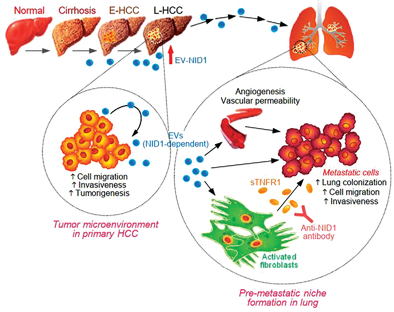 Normal
Cirrhosis
E-HCC
L-HCC
EV-NID1
EVs
(NID1-dependent)
↑ Cell migration
↑ Invasiveness
↑ Tumorigenesis
Tumor microenvironment
in primary HCC
Angiogenesis
Vascular permeability
Metastatic cells
↑ Lung colonization
↑ Cell migration
↑ Invasiveness
sTNFR1
Anti-NID1
antibody
Activated
fibroblasts
Pre-metastatic niche
formation in lung